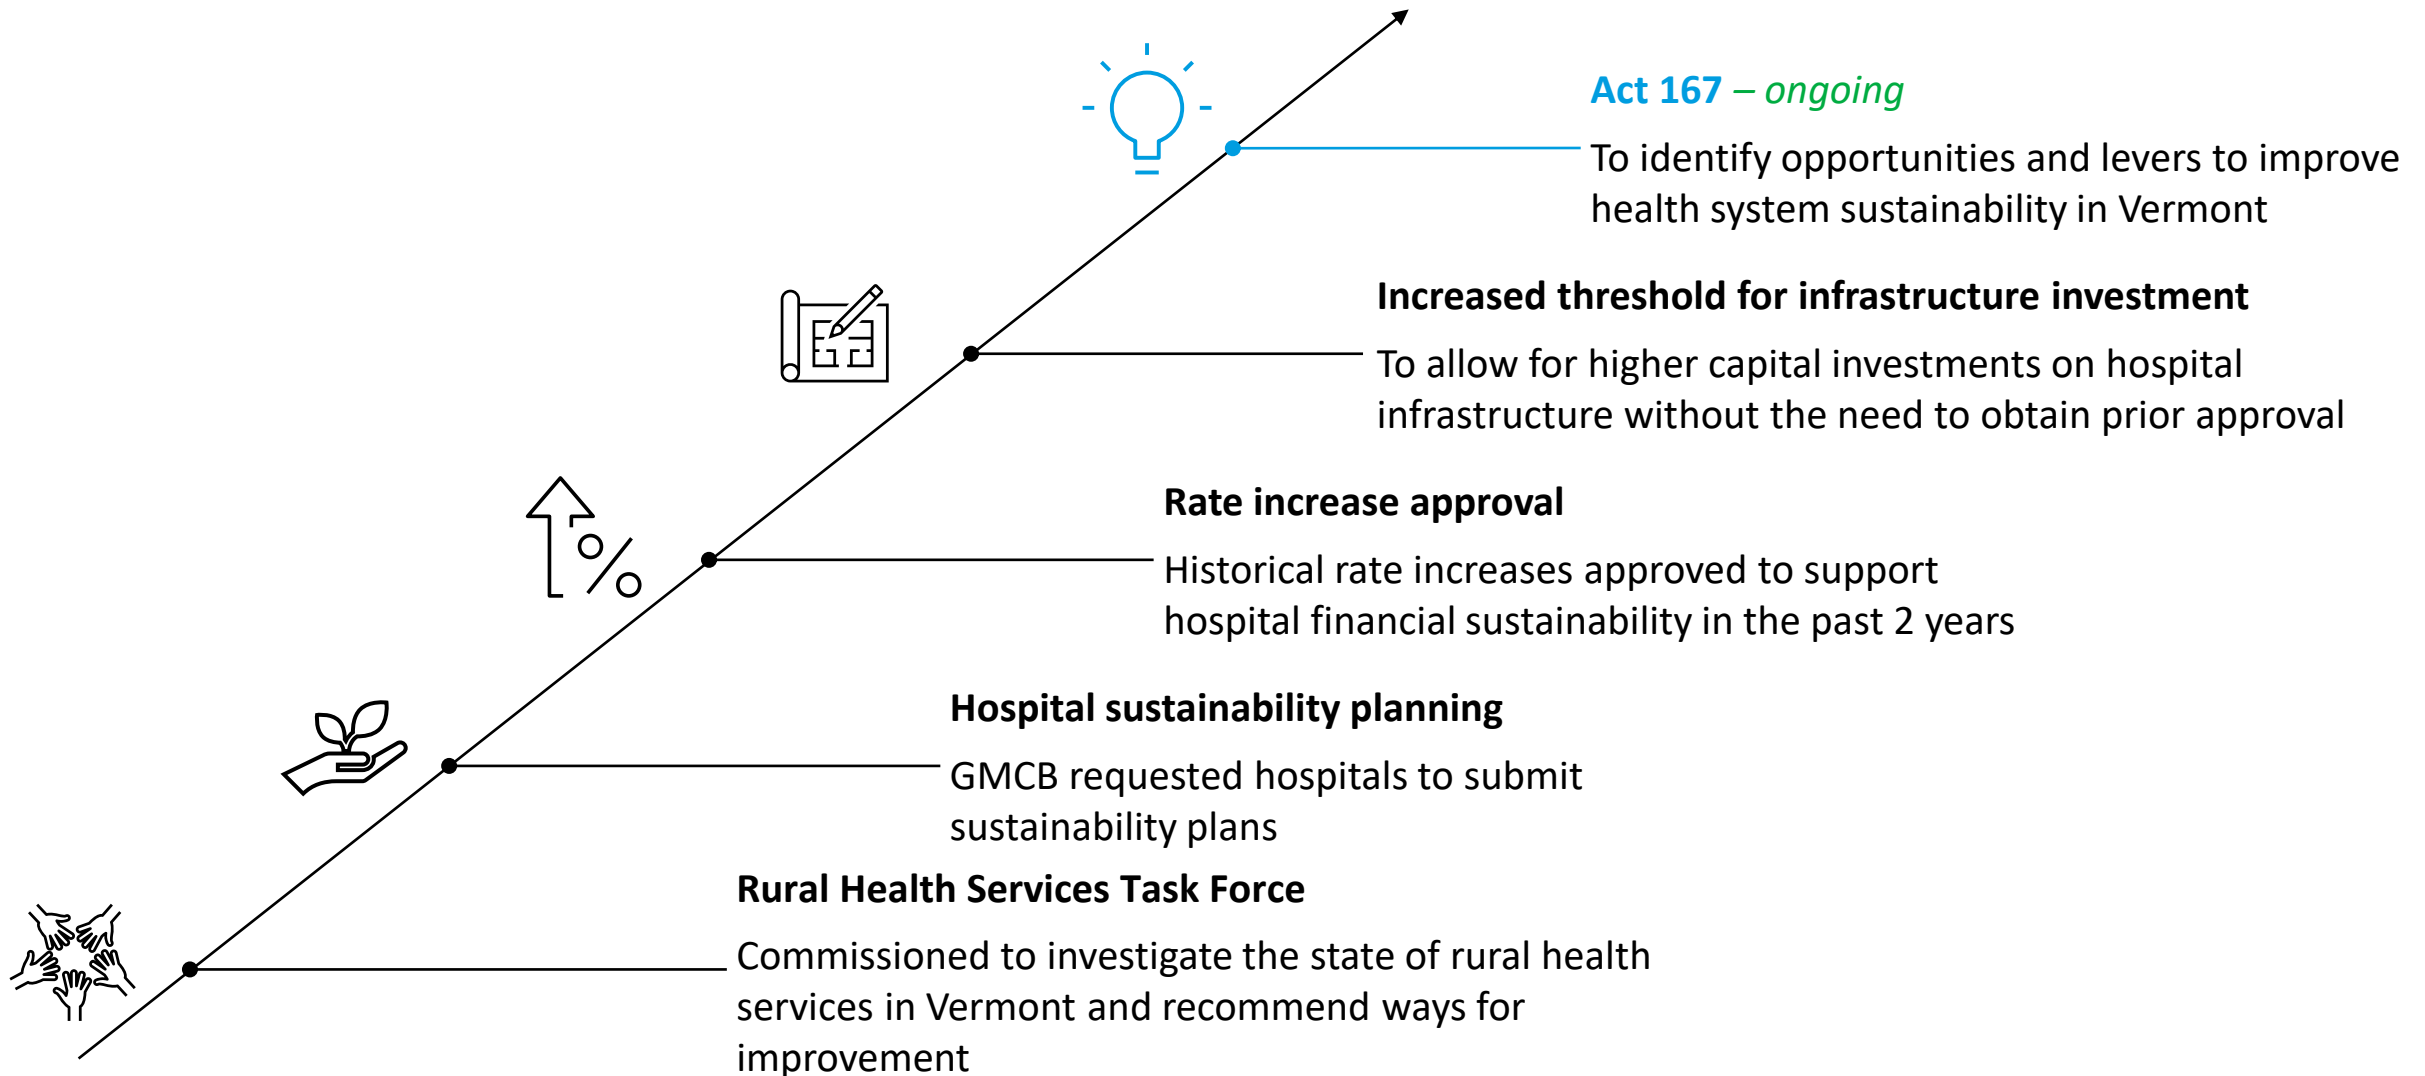 Act 167 – ongoing
To identify opportunities and levers to improve
health system sustainability in Vermont
Increased threshold for infrastructure investment
To allow for higher capital investments on hospital
infrastructure without the need to obtain prior approval
Rate increase approval
Historical rate increases approved to support
hospital financial sustainability in the past 2 years
Hospital sustainability planning
GMCB requested hospitals to submit
sustainability plans
Rural Health Services Task Force
Commissioned to investigate the state of rural health
services in Vermont and recommend ways for
improvement
%